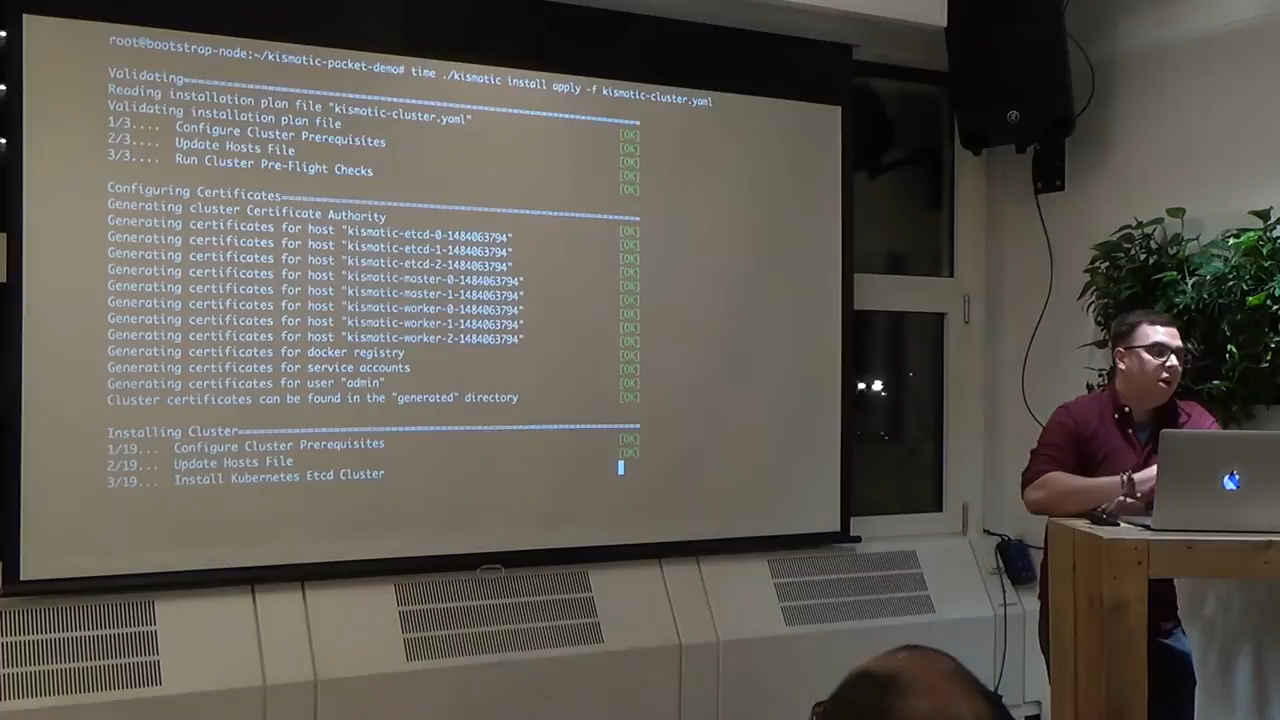 root@bootstrap-node:~/kismatic-packet-demo# time ./kismatic install apply -f kismatic-cluster.yaml
Validating==============================================================
Reading installation plan file "kismatic-cluster.yaml" [OK]
Validating installation plan file [OK]
1/3.... Configure Cluster Prerequisites [OK]
2/3.... Update Hosts File [OK]
3/3.... Run Cluster Pre-Flight Checks [OK]
Configuring Certificates================================================
Generating cluster Certificate Authority [OK]
Generating certificates for host "kismatic-etcd-0-1484063794" [OK]
Generating certificates for host "kismatic-etcd-1-1484063794" [OK]
Generating certificates for host "kismatic-etcd-2-1484063794" [OK]
Generating certificates for host "kismatic-master-0-1484063794" [OK]
Generating certificates for host "kismatic-master-1-1484063794" [OK]
Generating certificates for host "kismatic-worker-0-1484063794" [OK]
Generating certificates for host "kismatic-worker-1-1484063794" [OK]
Generating certificates for host "kismatic-worker-2-1484063794" [OK]
Generating certificates for docker registry [OK]
Generating certificates for service accounts [OK]
Generating certificates for user "admin" [OK]
Cluster certificates can be found in the "generated" directory [OK]
Installing Cluster======================================================
1/19... Configure Cluster Prerequisites [OK]
2/19... Update Hosts File [OK]
3/19... Install Kubernetes Etcd Cluster